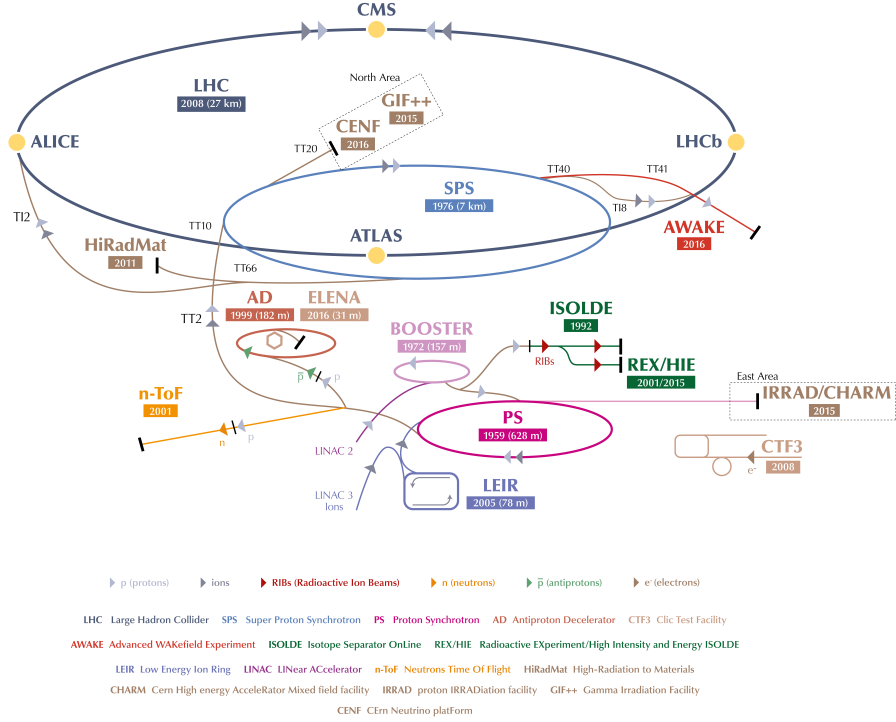 CMS
North Area
LHC
2008 (27 km)
GIF++
2015
CENF
2016
TT20
ALICE
LHCb
TT40
TT41
SPS
1976 (7 km)
TI8
TI2
TT10
AWAKE
2016
ATLAS
HiRadMat
2011
TT66
AD
1999 (182 m)
ELENA
2016 (31 m)
TT2
BOOSTER
1972 (157 m)
ISOLDE
1992
RIBs
REX/HIE
2001/2015
p̅
p
East Area
IRRAD/CHARM
2015
n-ToF
2001
n
p
PS
1959 (628 m)
LINAC 2
CTF3
2008
e-
LINAC 3
Ions
LEIR
2005 (78 m)
p (protons) ions RIBs (Radioactive Ion Beams) n (neutrons) p̅ (antiprotons) e- (electrons)
LHC Large Hadron Collider SPS Super Proton Synchrotron PS Proton Synchrotron AD Antiproton Decelerator CTF3 Clic Test Facility
AWAKE Advanced WAKefield Experiment ISOLDE Isotope Separator OnLine REX/HIE Radioactive EXperiment/High Intensity and Energy ISOLDE
LEIR Low Energy Ion Ring LINAC LINear ACcelerator n-ToF Neutrons Time Of Flight HiRadMat High-Radiation to Materials
CHARM Cern High energy AcceleRator Mixed field facility IRRAD proton IRRADiation facility GIF++ Gamma Irradiation Facility
CENF CErn Neutrino platForm